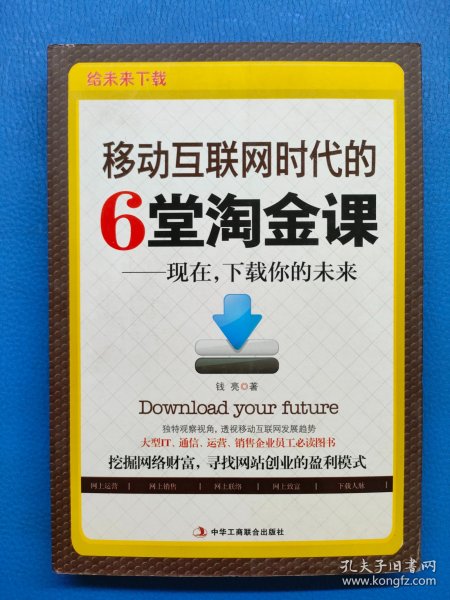 给未来下载
移动互联网时代的
6堂淘金课
——现在，下载你的未来
钱 亮◎著
Download your future
独特观察视角，透视移动互联网发展趋势
大型IT、通信、运营、销售企业员工必读图书
挖掘网络财富，寻找网站创业的盈利模式
网上运营 | 网上销售 | 网上联络 | 网上致富 | 下载人脉
中华工商联合出版社
孔夫子旧书网
www.kongfz.com